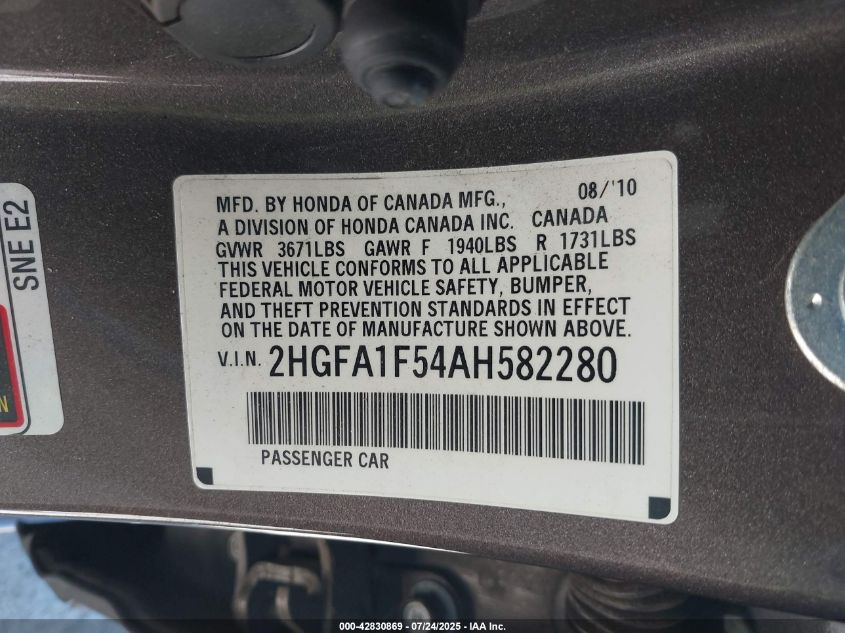 MFD. BY HONDA OF CANADA MFG., 08/'10
A DIVISION OF HONDA CANADA INC. CANADA
GVWR 3671LBS GAWR F 1940LBS R 1731LBS
THIS VEHICLE CONFORMS TO ALL APPLICABLE
FEDERAL MOTOR VEHICLE SAFETY, BUMPER,
AND THEFT PREVENTION STANDARDS IN EFFECT
ON THE DATE OF MANUFACTURE SHOWN ABOVE.
V.I.N. 2HGFA1F54AH582280
PASSENGER CAR
SNE E2
000-42830869 - 07/24/2025 - IAA Inc.